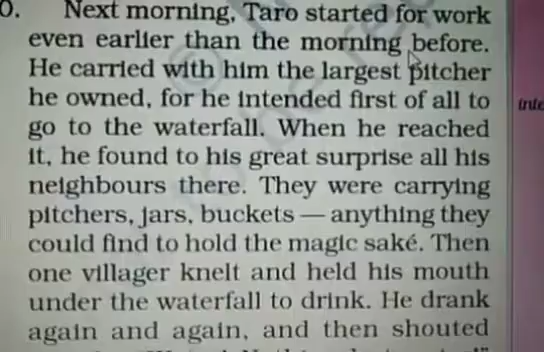 0. Next morning, Taro started for work
even earlier than the morning before.
He carried with him the largest pitcher
he owned, for he intended first of all to
go to the waterfall. When he reached
it, he found to his great surprise all his
neighbours there. They were carrying
pitchers, jars, buckets — anything they
could find to hold the magic saké. Then
one villager knelt and held his mouth
under the waterfall to drink. He drank
again and again, and then shouted
inte